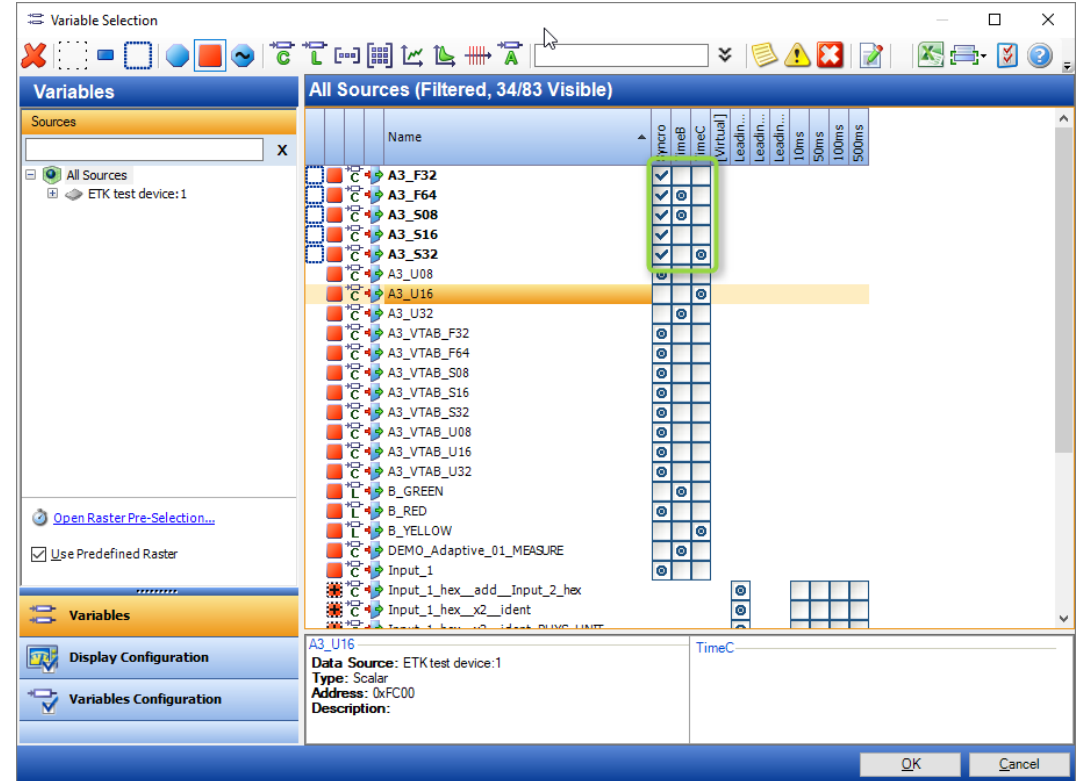 Variable Selection
Variables
Sources
X
All Sources
ETK test device:1
Open Raster Pre-Selection...
Use Predefined Raster
Variables
Display Configuration
Variables Configuration
All Sources (Filtered, 34/83 Visible)
Name
Syncro
TimeB
TimeC
[Virtual]
Leadin...
Leadin...
Leadin...
10ms
50ms
100ms
500ms
A3_F32
A3_F64
A3_S08
A3_S16
A3_S32
A3_U08
A3_U16
A3_U32
A3_VTAB_F32
A3_VTAB_F64
A3_VTAB_S08
A3_VTAB_S16
A3_VTAB_S32
A3_VTAB_U08
A3_VTAB_U16
A3_VTAB_U32
B_GREEN
B_RED
B_YELLOW
DEMO_Adaptive_01_MEASURE
Input_1
Input_1_hex__add__Input_2_hex
Input_1_hex__x2__ident
A3_U16
Data Source: ETK test device:1
Type: Scalar
Address: 0xFC00
Description:
TimeC
OK
Cancel